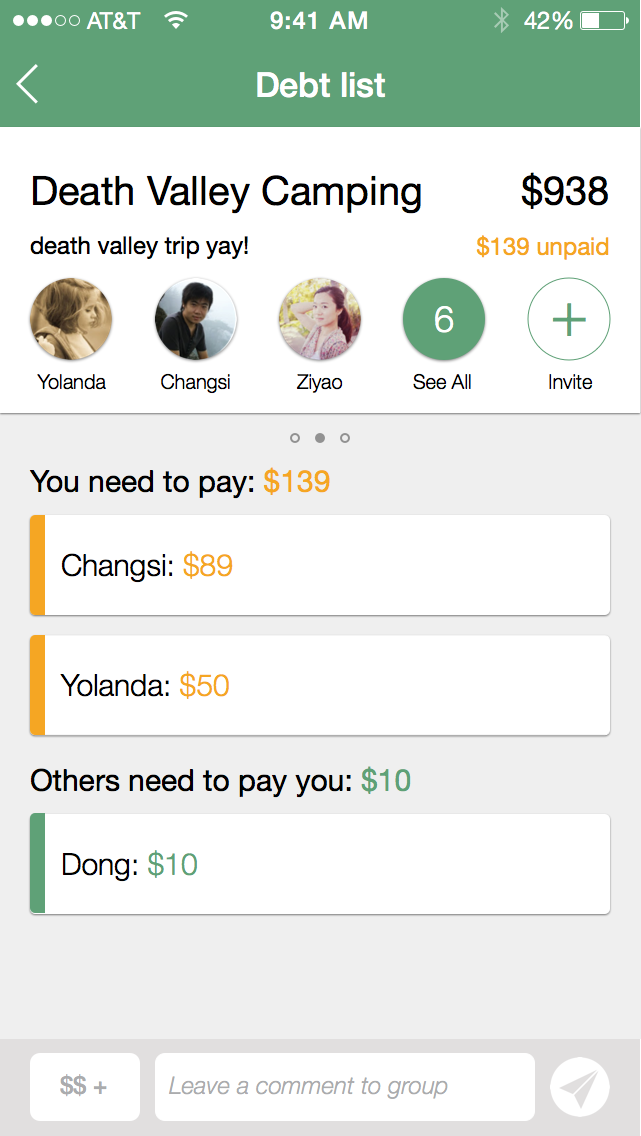 AT&T 9:41 AM 42%
Debt list
Death Valley Camping $938
death valley trip yay! $139 unpaid
6
Yolanda Changsi Ziyao See All Invite
You need to pay: $139
Changsi: $89
Yolanda: $50
Others need to pay you: $10
Dong: $10
$$ + Leave a comment to group